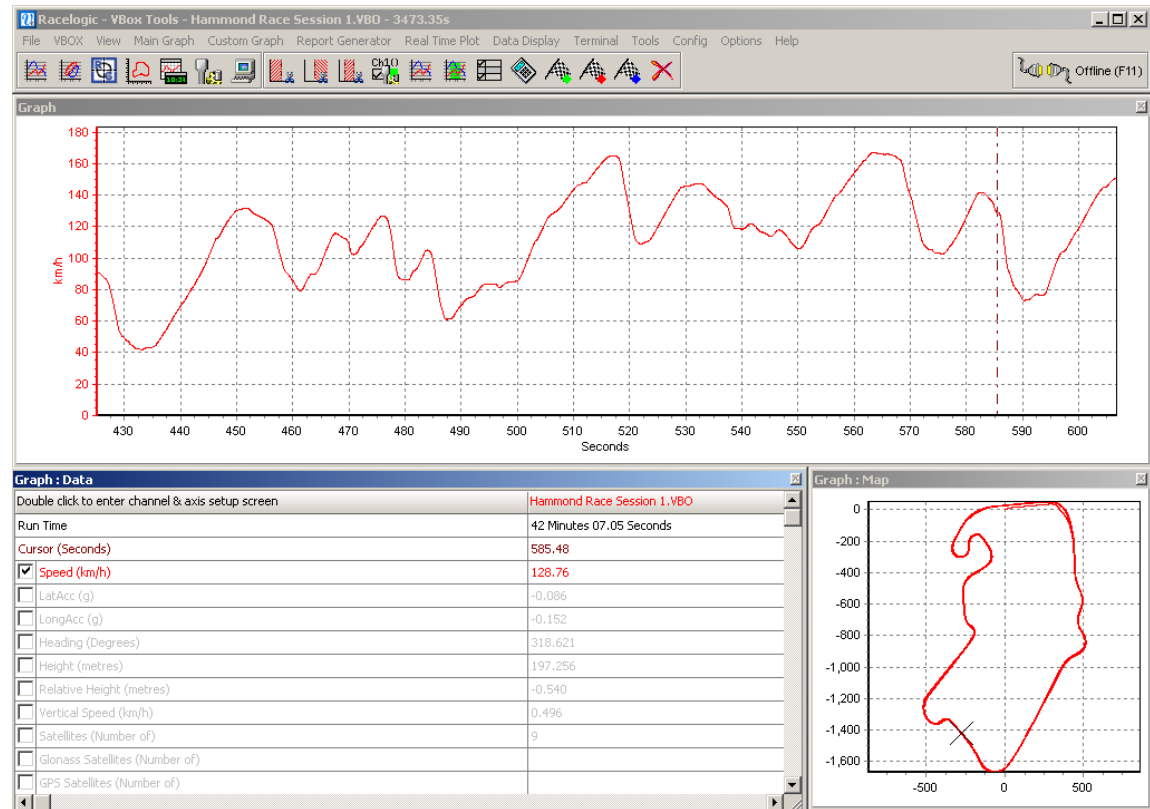 Racelogic - VBox Tools - Hammond Race Session 1.VBO - 3473.35s
File VBOX View Main Graph Custom Graph Report Generator Real Time Plot Data Display Terminal Tools Config Options Help
Offline (F11)
Graph
180
160
140
120
100
80
60
40
20
0
km/h
430 440 450 460 470 480 490 500 510 520 530 540 550 560 570 580 590 600
Seconds
Graph : Data
Double click to enter channel & axis setup screen Hammond Race Session 1.VBO
Run Time 42 Minutes 07.05 Seconds
Cursor (Seconds) 585.48
Speed (km/h) 128.76
LatAcc (g) -0.086
LongAcc (g) -0.152
Heading (Degrees) 318.621
Height (metres) 197.256
Relative Height (metres) -0.540
Vertical Speed (km/h) 0.496
Satellites (Number of) 9
Glonass Satellites (Number of)
GPS Satellites (Number of)
Graph : Map
0
-200
-400
-600
-800
-1,000
-1,200
-1,400
-1,600
-500 0 500